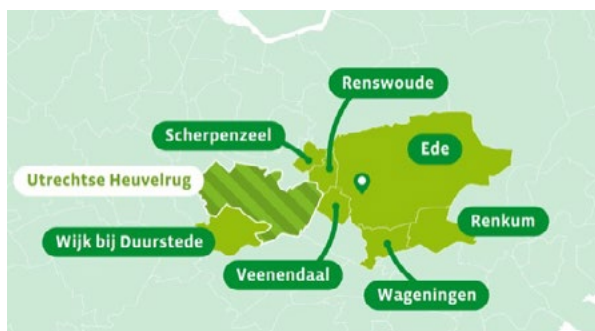 Renswoude
Scherpenzeel
Ede
Utrechtse Heuvelrug
Renkum
Wijk bij Duurstede
Veenendaal
Wageningen